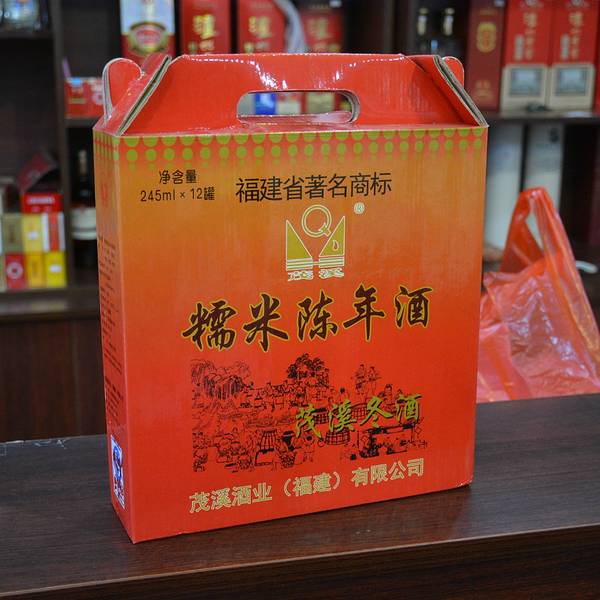 净含量
245ml × 12罐
福建省著名商标
Q
®
茂溪
糯米陈年酒
茂溪冬酒
茂溪酒业（福建）有限公司